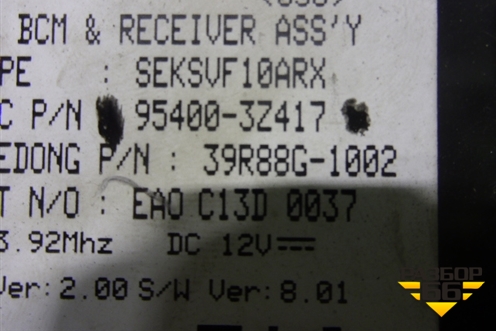 BCM & RECEIVER ASS'Y
PE : SEKSVF10ARX
C P/N 95400-3Z417
EDONG P/N : 39R88G-1002
T N/O : EAO C13D 0037
3.92Mhz DC 12V
Ver: 2.00 S/W Ver: 8.01